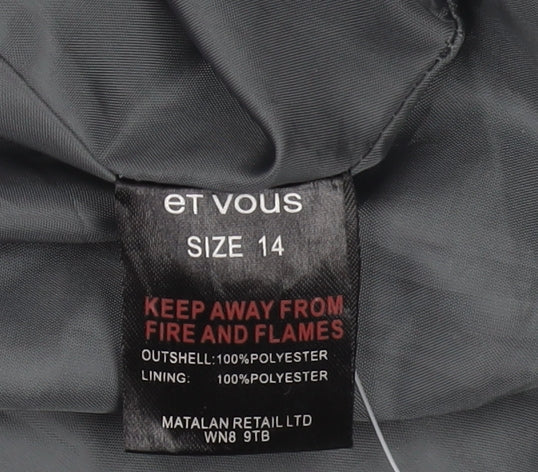 eT VOUS
SIZE 14
KEEP AWAY FROM
FIRE AND FLAMES
OUTSHELL:100%POLYESTER
LINING: 100%POLYESTER
MATALAN RETAIL LTD
WN8 9TB